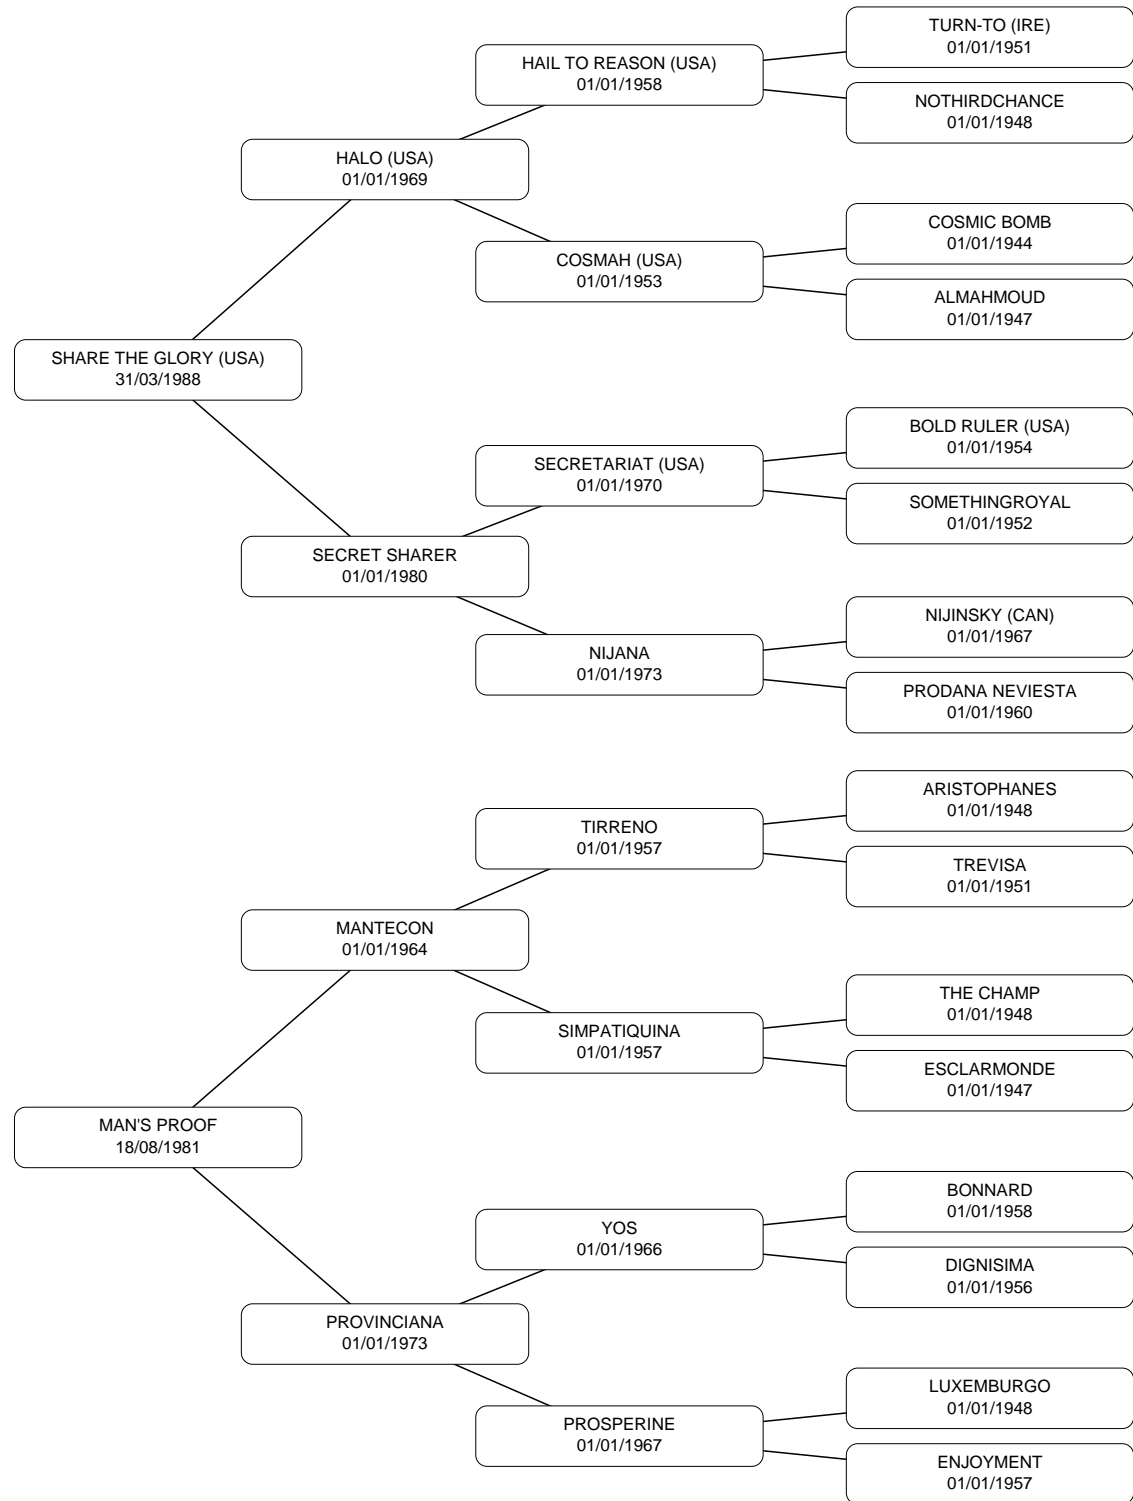 TURN-TO (IRE)
01/01/1951
HAIL TO REASON (USA)
01/01/1958
NOTHIRDCHANCE
01/01/1948
HALO (USA)
01/01/1969
COSMIC BOMB
01/01/1944
COSMAH (USA)
01/01/1953
ALMAHMOUD
01/01/1947
SHARE THE GLORY (USA)
31/03/1988
BOLD RULER (USA)
01/01/1954
SECRETARIAT (USA)
01/01/1970
SOMETHINGROYAL
01/01/1952
SECRET SHARER
01/01/1980
NIJINSKY (CAN)
01/01/1967
NIJANA
01/01/1973
PRODANA NEVIESTA
01/01/1960
ARISTOPHANES
01/01/1948
TIRRENO
01/01/1957
TREVISA
01/01/1951
MANTECON
01/01/1964
THE CHAMP
01/01/1948
SIMPATIQUINA
01/01/1957
ESCLARMONDE
01/01/1947
MAN'S PROOF
18/08/1981
BONNARD
01/01/1958
YOS
01/01/1966
DIGNISIMA
01/01/1956
PROVINCIANA
01/01/1973
LUXEMBURGO
01/01/1948
PROSPERINE
01/01/1967
ENJOYMENT
01/01/1957